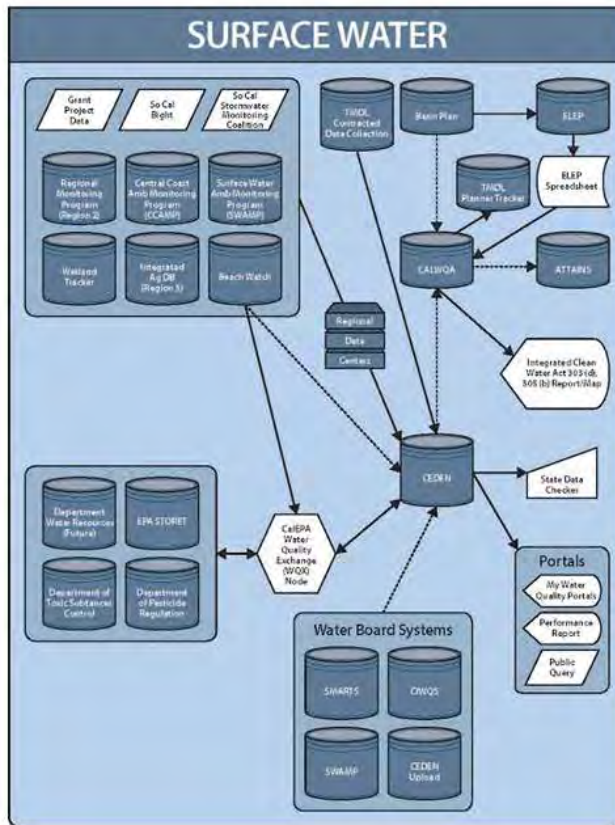 SURFACE WATER
Grant
Project
Data
So Cal
Bight
So Cal
Stormwater
Monitoring
Coalition
TMDL
Contracted
Data Collection
Basin Plan
ELEP
Regional
Monitoring
Program
(Region 2)
Central Coast
Amb Monitoring
Program
(CCAMP)
Surface Water
Amb Monitoring
Program
(SWAMP)
TMDL
Planner Tracker
ELEP
Spreadsheet
Wetland
Tracker
Integrated
Ag DB
(Region 3)
Beach Watch
CALWQA
ATTAINS
Regional
Data
Centers
Integrated Clean
Water Act 303 (d),
305 (b) Report/Map
CEDEN
State Data
Checker
Department
Water Resources
(Future)
EPA STORET
CalEPA
Water
Quality
Exchange
(WQX)
Node
Department of
Toxic Subtances
Control
Department
of Pesticide
Regulation
Portals
My Water
Quality Portals
Performance
Report
Public
Query
Water Board Systems
SMARTS
CIWQS
SWAMP
CEDEN
Upload